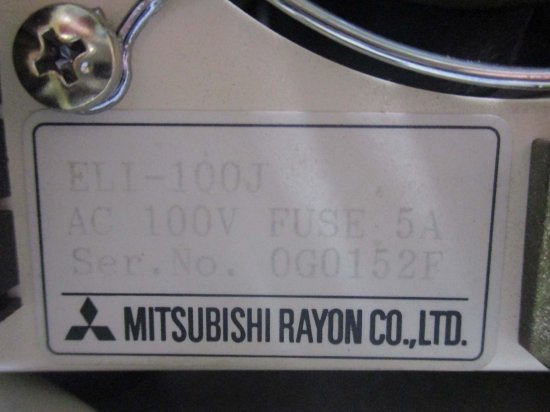 ELI-100J
AC 100V FUSE 5A
Ser.No. 0G0152F
MITSUBISHI RAYON CO.,LTD.